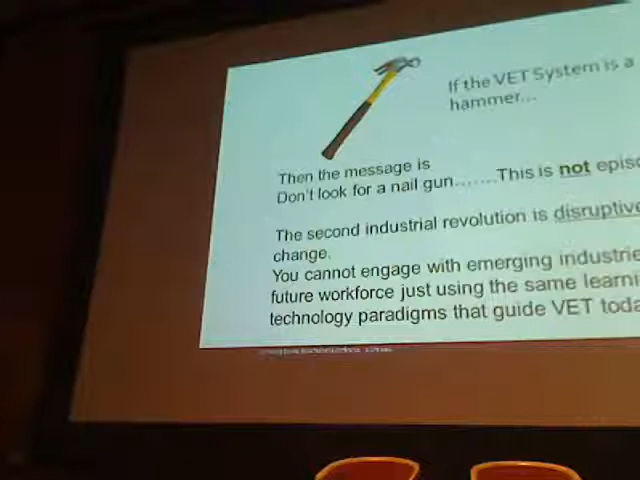 If the VET System is a
hammer...
Then the message is
Don't look for a nail gun.......This is not
The second industrial revolution is disruptive
change.
You cannot engage with emerging
future workforce just using the same
technology paradigms that guide VET